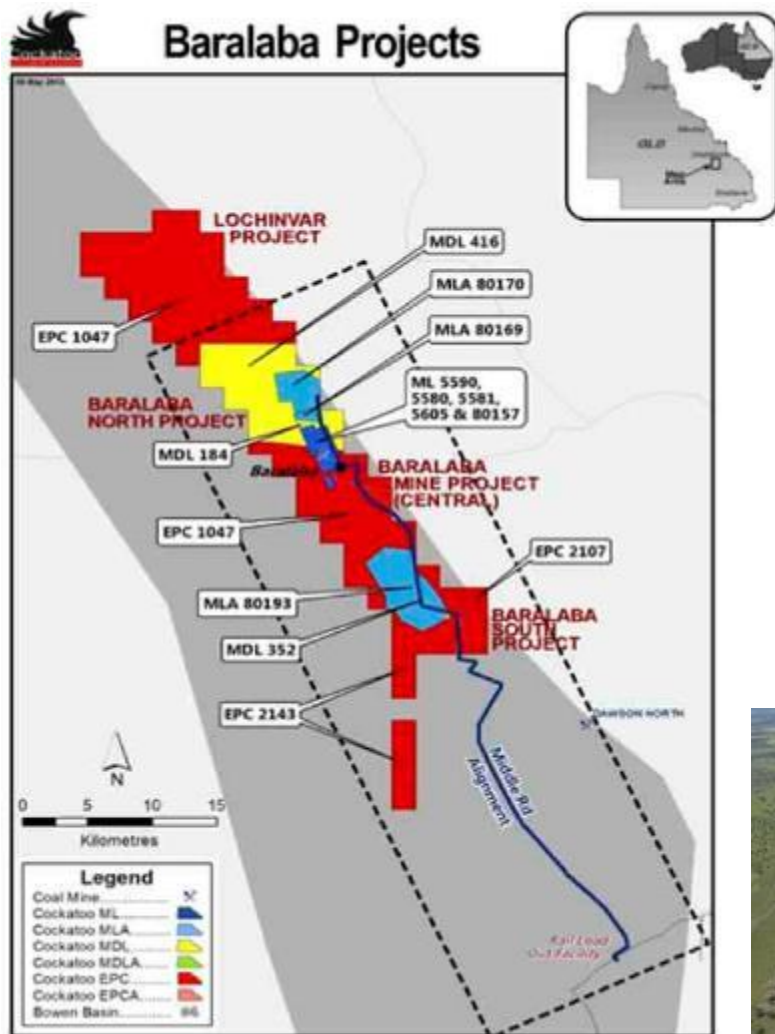 Baralaba Projects
QLD
LOCHINVAR
PROJECT
MDL 416
MLA 80170
EPC 1047
MLA 80169
ML 5590,
5580, 5581,
5605 & 80157
BARALABA
NORTH PROJECT
MDL 184
BARALABA
MINE PROJECT
(CENTRAL)
EPC 1047
EPC 2107
MLA 80193
BARALABA
SOUTH
PROJECT
MDL 352
EPC 2143
DAWSON NORTH
N
Middle Rd
Alignment
0 5 10 15
Kilometres
Rail Load
Out Facility
Legend
Coal Mine
Cockatoo ML
Cockatoo MLA
Cockatoo MDL
Cockatoo MDLA
Cockatoo EPC
Cockatoo EPCA
Bowen Basin